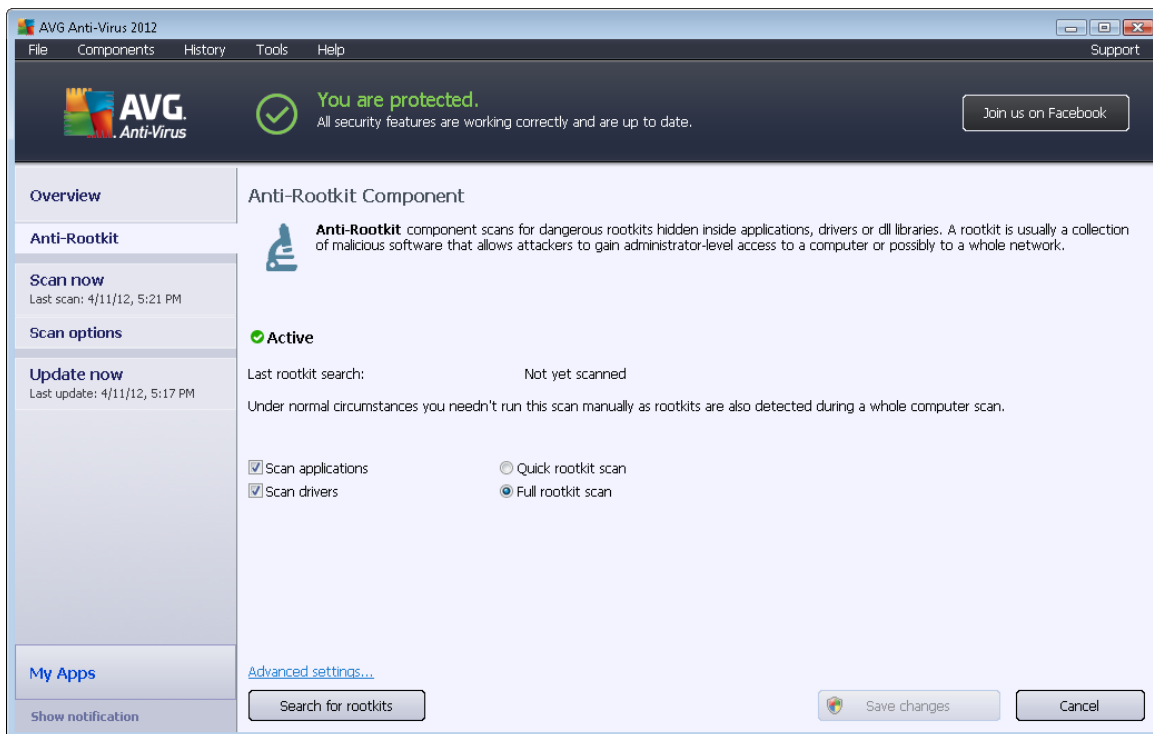 AVG Anti-Virus 2012
File Components History Tools Help Support
AVG.
Anti-Virus
You are protected.
All security features are working correctly and are up to date.
Join us on Facebook
Overview
Anti-Rootkit
Scan now
Last scan: 4/11/12, 5:21 PM
Scan options
Update now
Last update: 4/11/12, 5:17 PM
My Apps
Show notification
Anti-Rootkit Component
Anti-Rootkit component scans for dangerous rootkits hidden inside applications, drivers or dll libraries. A rootkit is usually a collection
of malicious software that allows attackers to gain administrator-level access to a computer or possibly to a whole network.
Active
Last rootkit search: Not yet scanned
Under normal circumstances you needn't run this scan manually as rootkits are also detected during a whole computer scan.
Scan applications Quick rootkit scan
Scan drivers Full rootkit scan
Advanced settings...
Search for rootkits Save changes Cancel